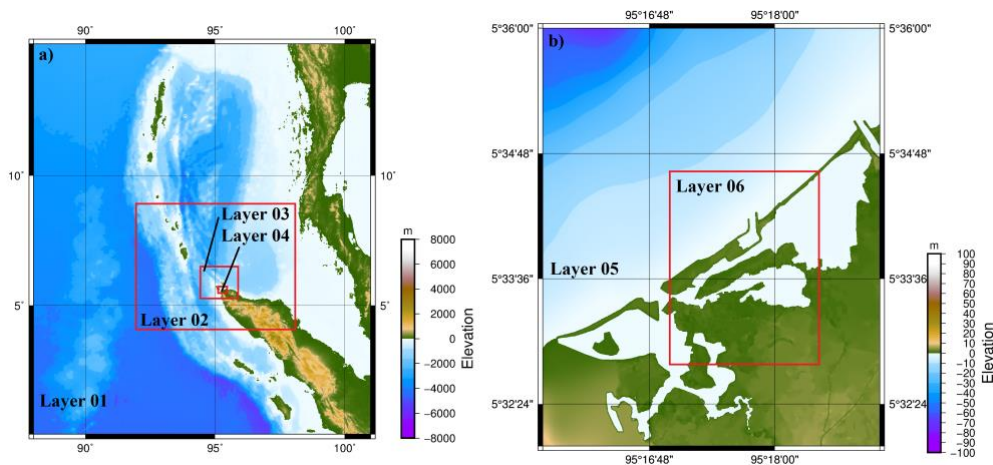 90˚ 95˚ 100˚
a)
10˚ 10˚
Layer 03
Layer 04
5˚ 5˚
Layer 02
Layer 01
90˚ 95˚ 100˚
m
8000
6000
4000
2000
0
−2000
−4000
−6000
−8000
Elevation
95°16'48" 95°18'00"
5°36'00" 5°36'00"
b)
5°34'48" 5°34'48"
Layer 06
Layer 05
5°33'36" 5°33'36"
5°32'24" 5°32'24"
95°16'48" 95°18'00"
m
100
90
80
70
60
50
40
30
20
10
0
−10
−20
−30
−40
−50
−60
−70
−80
−90
−100
Elevation